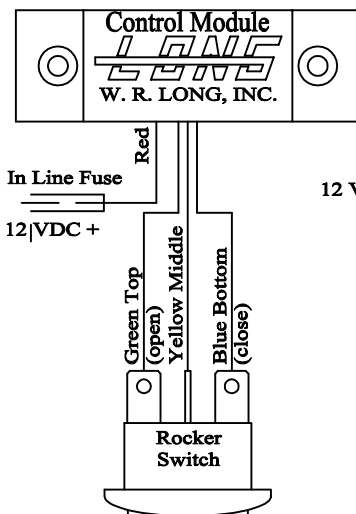 Control Module
LONG
W. R. LONG, INC.
Red
In Line Fuse
12 VDC +
12 V
Green Top
(open)
Yellow Middle
Blue Bottom
(close)
Rocker
Switch